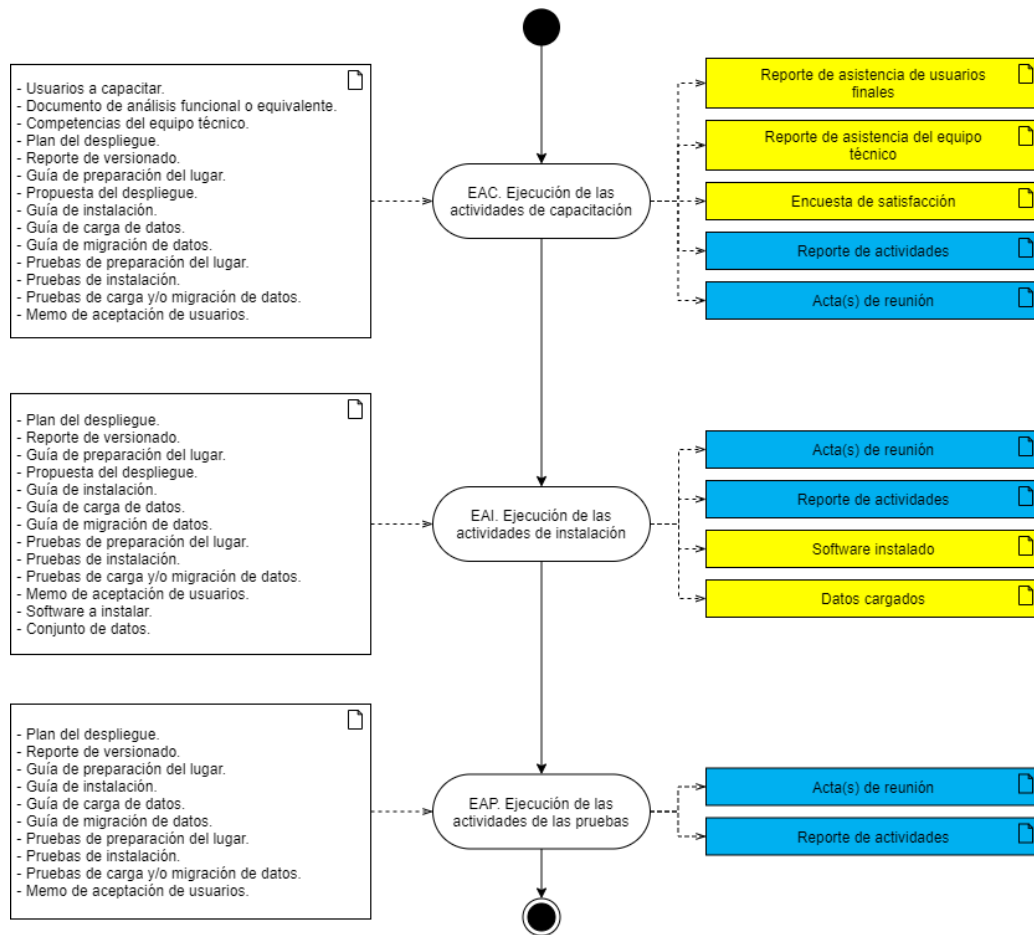 - Usuarios a capacitar.
- Documento de análisis funcional o equivalente.
- Competencias del equipo técnico.
- Plan del despliegue.
- Reporte de versionado.
- Guía de preparación del lugar.
- Propuesta del despliegue.
- Guía de instalación.
- Guía de carga de datos.
- Guía de migración de datos.
- Pruebas de preparación del lugar.
- Pruebas de instalación.
- Pruebas de carga y/o migración de datos.
- Memo de aceptación de usuarios.
EAC. Ejecución de las
actividades de capacitación
Reporte de asistencia de usuarios
finales
Reporte de asistencia del equipo
técnico
Encuesta de satisfacción
Reporte de actividades
Acta(s) de reunión
- Plan del despliegue.
- Reporte de versionado.
- Guía de preparación del lugar.
- Propuesta del despliegue.
- Guía de instalación.
- Guía de carga de datos.
- Guía de migración de datos.
- Pruebas de preparación del lugar.
- Pruebas de instalación.
- Pruebas de carga y/o migración de datos.
- Memo de aceptación de usuarios.
- Software a instalar.
- Conjunto de datos.
EAI. Ejecución de las
actividades de instalación
Acta(s) de reunión
Reporte de actividades
Software instalado
Datos cargados
- Plan del despliegue.
- Reporte de versionado.
- Guía de preparación del lugar.
- Guía de instalación.
- Guía de carga de datos.
- Guía de migración de datos.
- Pruebas de preparación del lugar.
- Pruebas de instalación.
- Pruebas de carga y/o migración de datos.
- Memo de aceptación de usuarios.
EAP. Ejecución de las
actividades de las pruebas
Acta(s) de reunión
Reporte de actividades